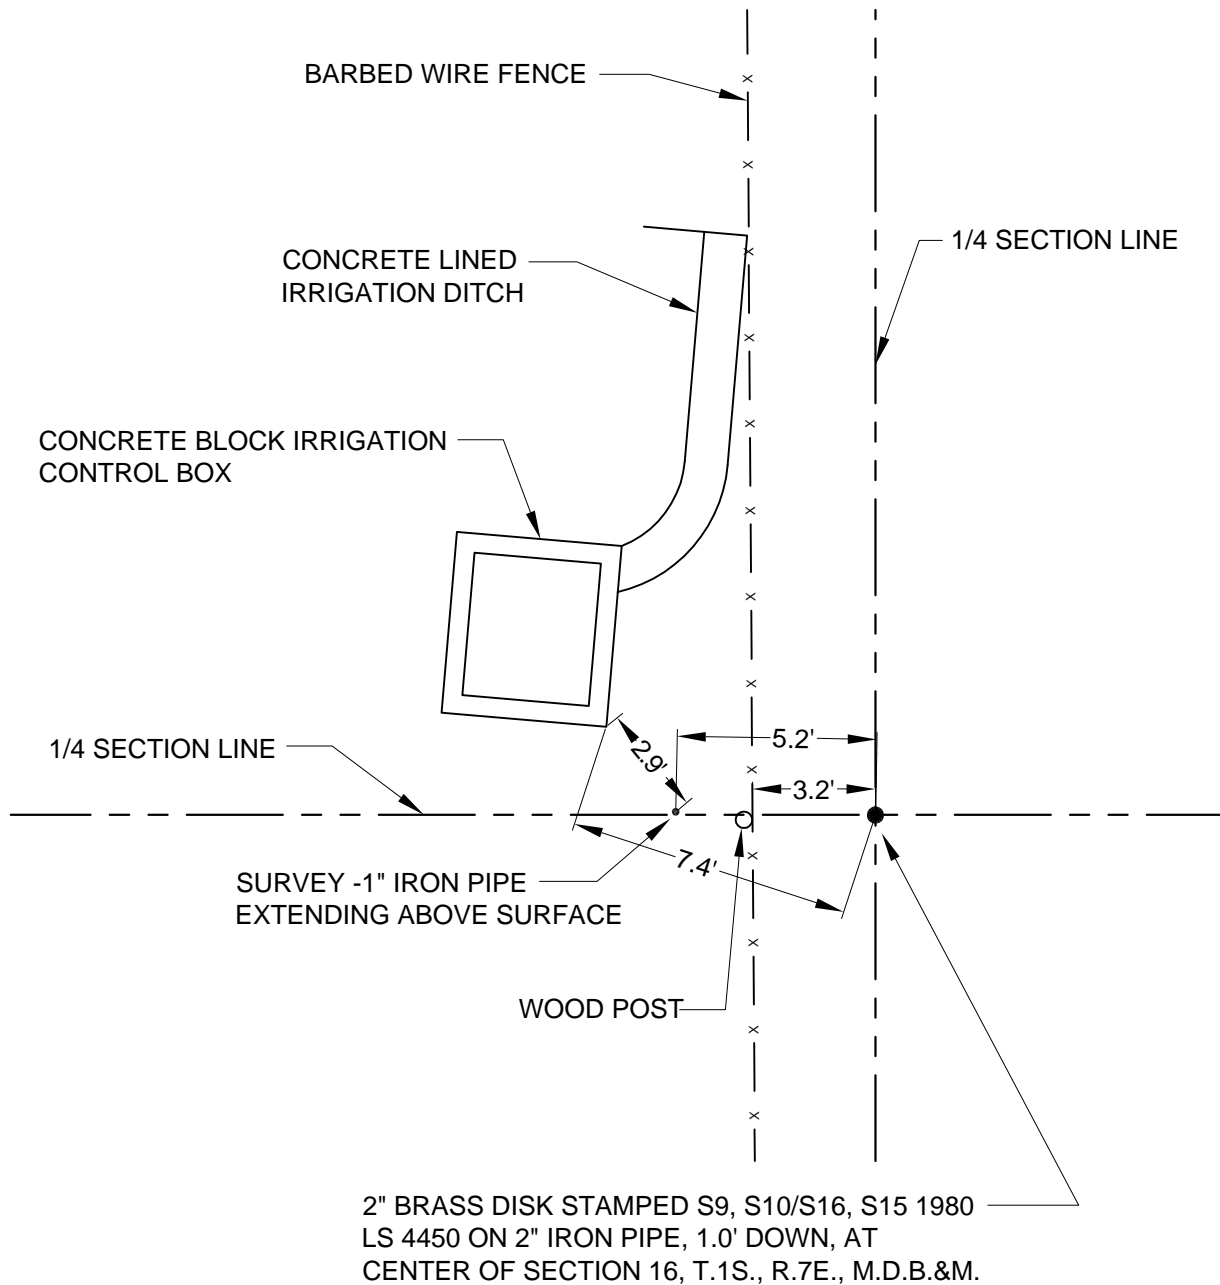 BARBED WIRE FENCE
1/4 SECTION LINE
CONCRETE LINED
IRRIGATION DITCH
CONCRETE BLOCK IRRIGATION
CONTROL BOX
1/4 SECTION LINE
2.9'
5.2'
3.2'
7.4'
SURVEY -1" IRON PIPE
EXTENDING ABOVE SURFACE
WOOD POST
2" BRASS DISK STAMPED S9, S10/S16, S15 1980
LS 4450 ON 2" IRON PIPE, 1.0' DOWN, AT
CENTER OF SECTION 16, T.1S., R.7E., M.D.B.&M.